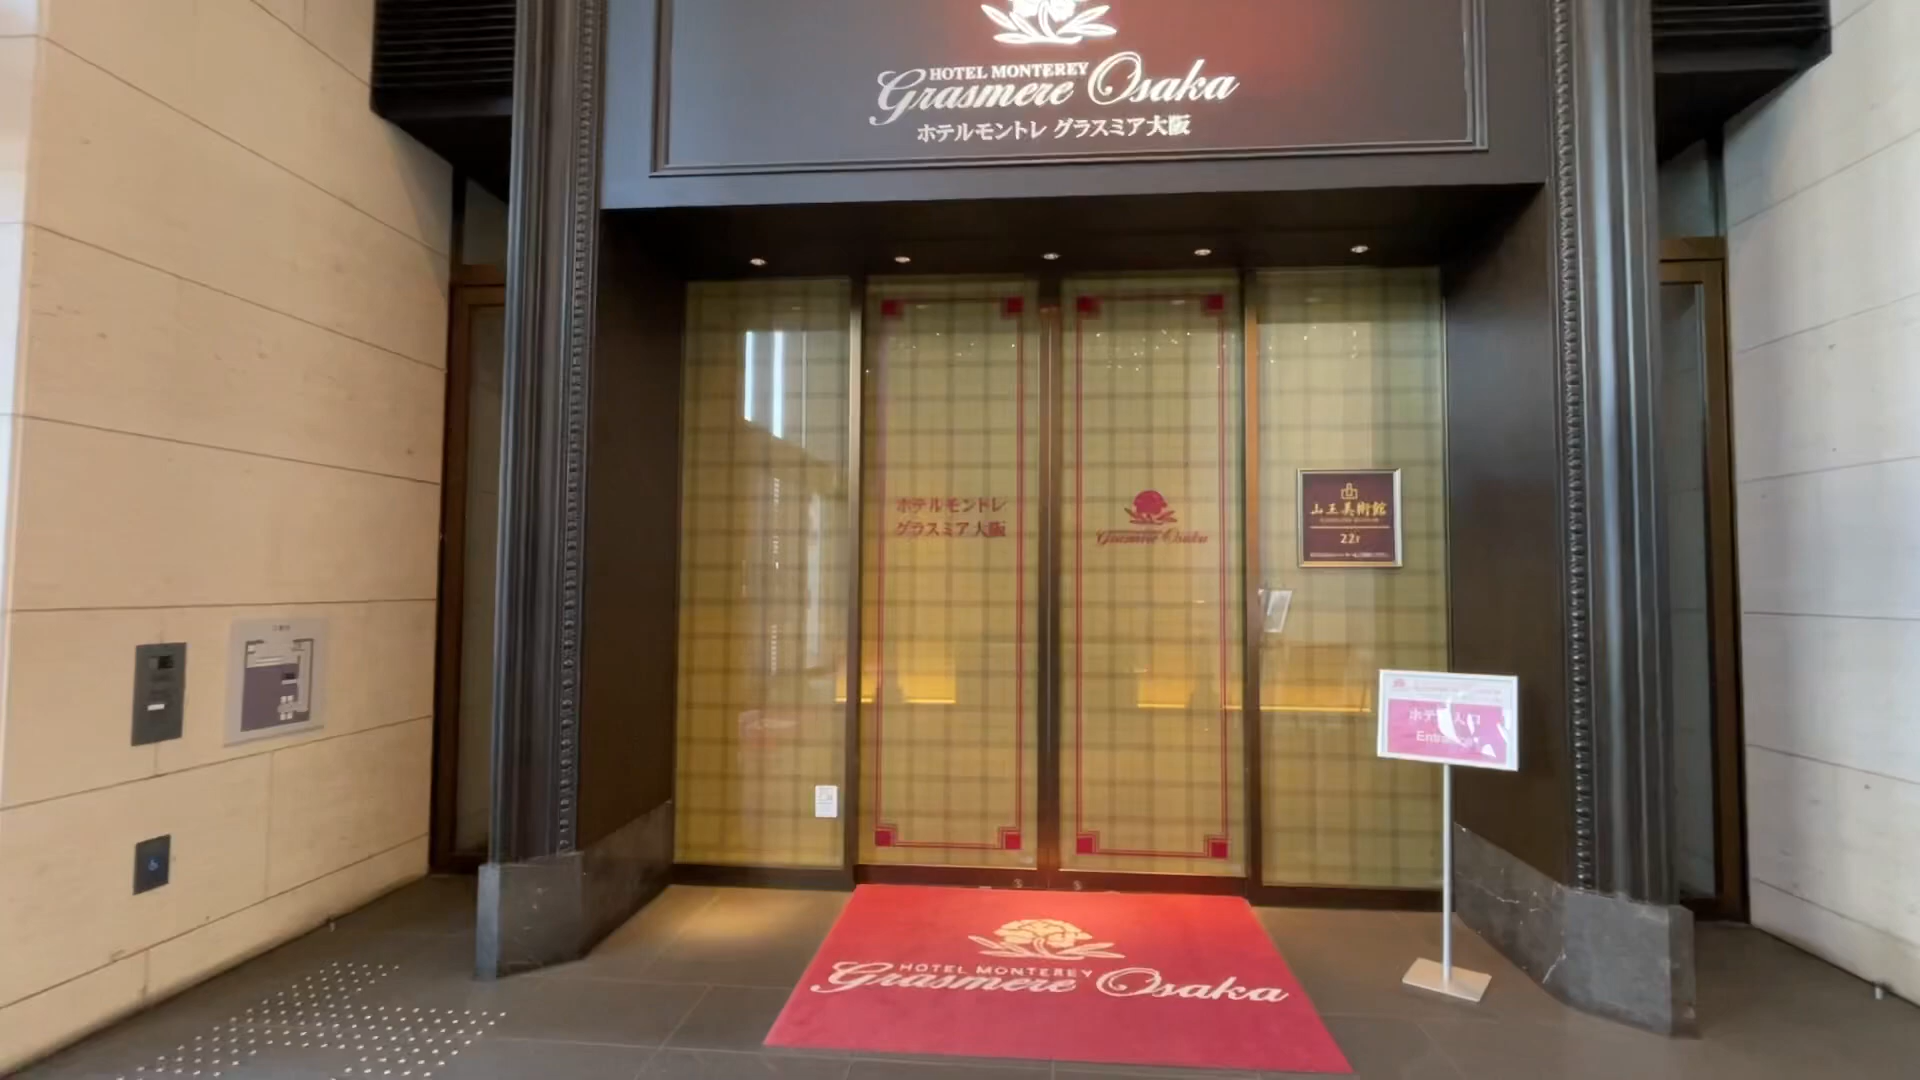 HOTEL MONTEREY
Grasmere Osaka
ホテルモントレ グラスミア大阪
ホテルモントレ
グラスミア大阪
Grasmere Osaka
山王美術館
22F
入口
HOTEL MONTEREY
Grasmere Osaka